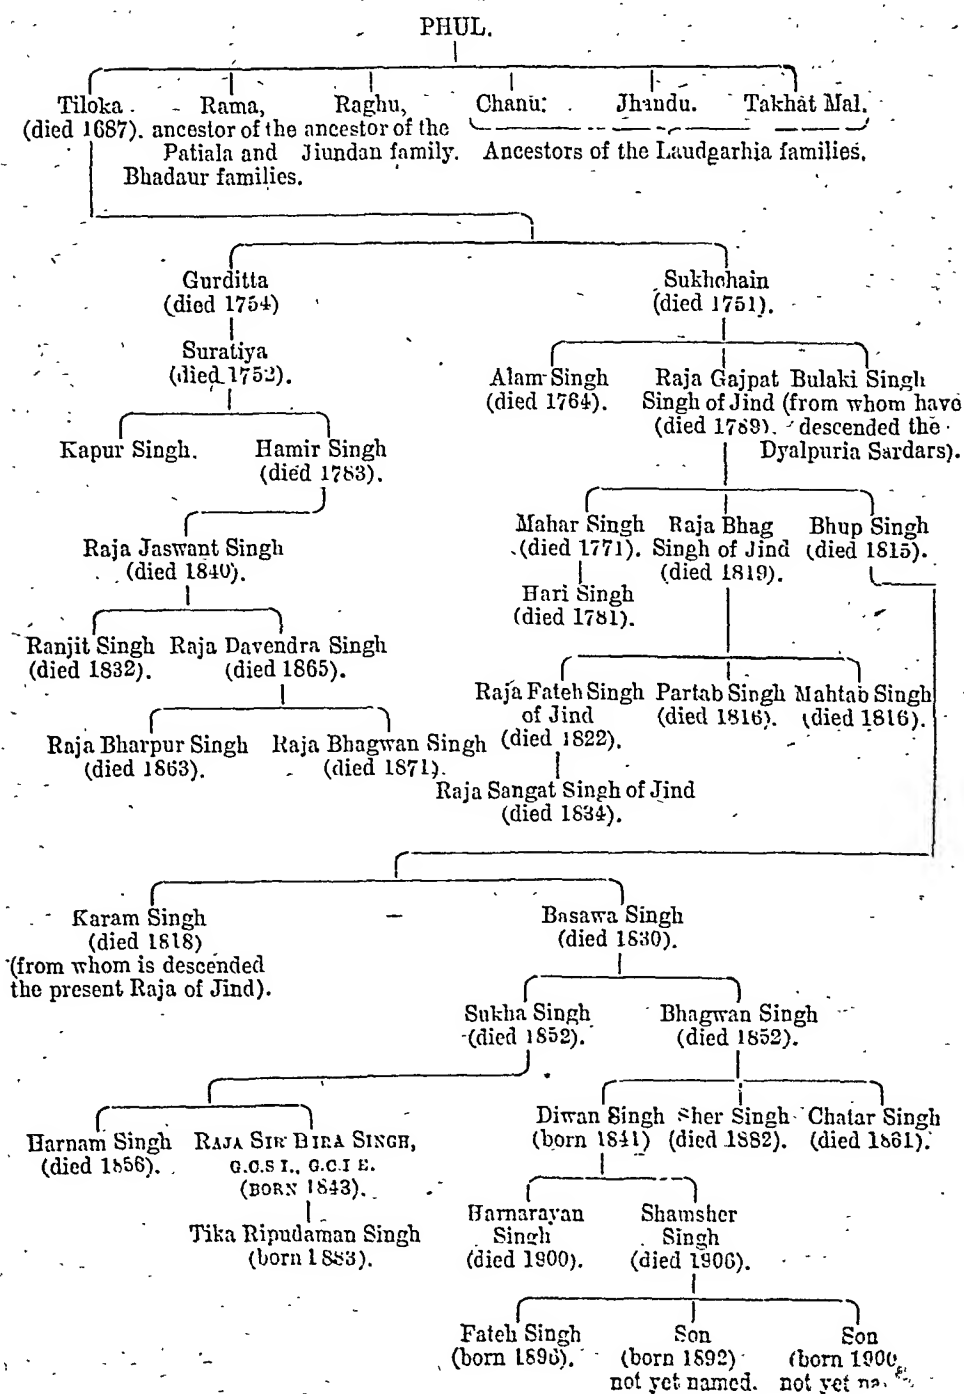 PHUL.
Tiloka Rama, Raghu, Chanu. Jhandu. Takhat Mal.
(died 1687). ancestor of the ancestor of the
Patiala and Jiundan family. Ancestors of the Laudgarhia families.
Bhadaur families.
Gurditta Sukhchain
(died 1754) (died 1751).
Suratiya
(died 1752).
Alam Singh Raja Gajpat Bulaki Singh
(died 1764). Singh of Jind (from whom have
(died 1789). descended the
Dyalpuria Sardars).
Kapur Singh. Hamir Singh
(died 1783).
Mahar Singh Raja Bhag Bhup Singh
(died 1771). Singh of Jind (died 1815).
(died 1819).
Raja Jaswant Singh
(died 1840).
Hari Singh
(died 1781).
Ranjit Singh Raja Davendra Singh
(died 1832). (died 1865).
Raja Fateh Singh Partab Singh Mahtab Singh
of Jind (died 1816). (died 1816).
(died 1822).
Raja Bharpur Singh Raja Bhagwan Singh
(died 1863). (died 1871).
Raja Sangat Singh of Jind
(died 1834).
Karam Singh Basawa Singh
(died 1818) (died 1830).
(from whom is descended
the present Raja of Jind).
Sukha Singh Bhagwan Singh
(died 1852). (died 1852).
Harnam Singh RAJA SIR HIRA SINGH,
(died 1856). G.C.S I., G.C.I E.
(BORN 1843).
Diwan Singh Sher Singh Chatar Singh
(born 1841) (died 1882). (died 1861).
Tika Ripudaman Singh
(born 1883).
Harnarayan Shamsher
Singh Singh
(died 1900). (died 1906).
Fateh Singh Son Son
(born 1896). (born 1892) (born
not yet named. not yet